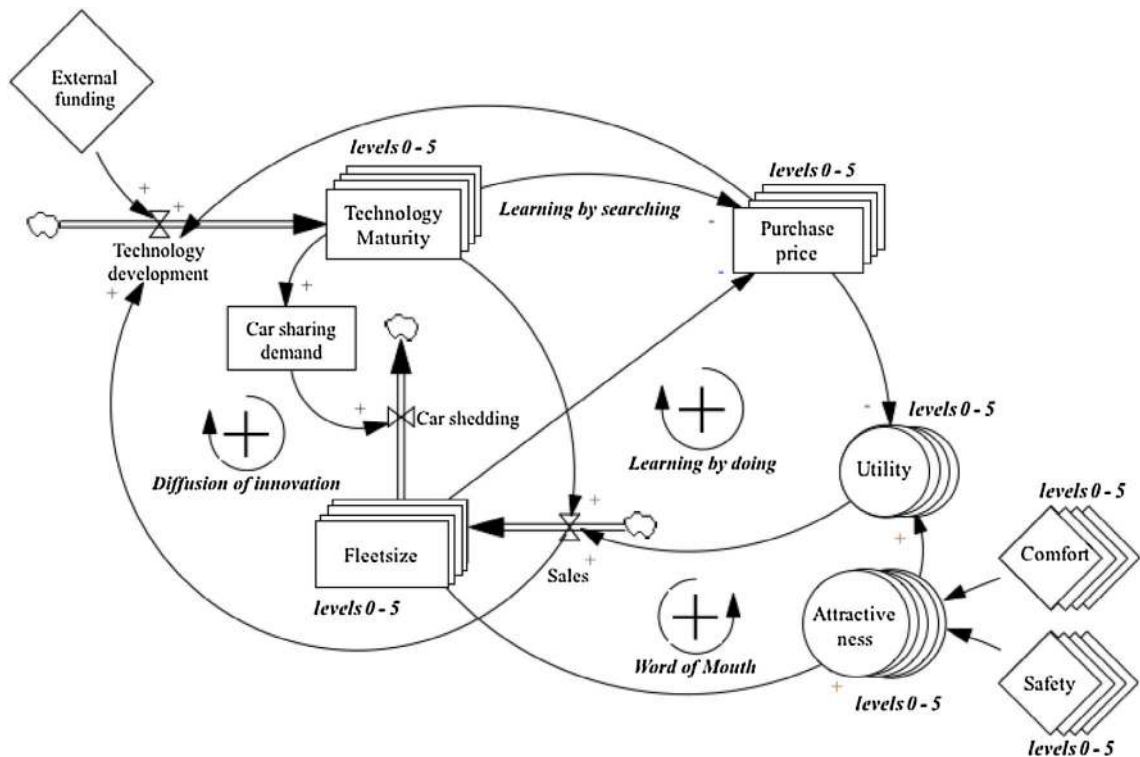 External
funding
levels 0 - 5
levels 0 - 5
+
+
Technology
Maturity
Learning by searching
-
Purchase
price
Technology
development
+
+
-
Car sharing
demand
+
Car shedding
+
-
levels 0 - 5
+
Diffusion of innovation
Learning by doing
Utility
+
levels 0 - 5
Fleetsize
Sales
+
+
Comfort
levels 0 - 5
+
Attractive
ness
Word of Mouth
+
levels 0 - 5
Safety
levels 0 - 5